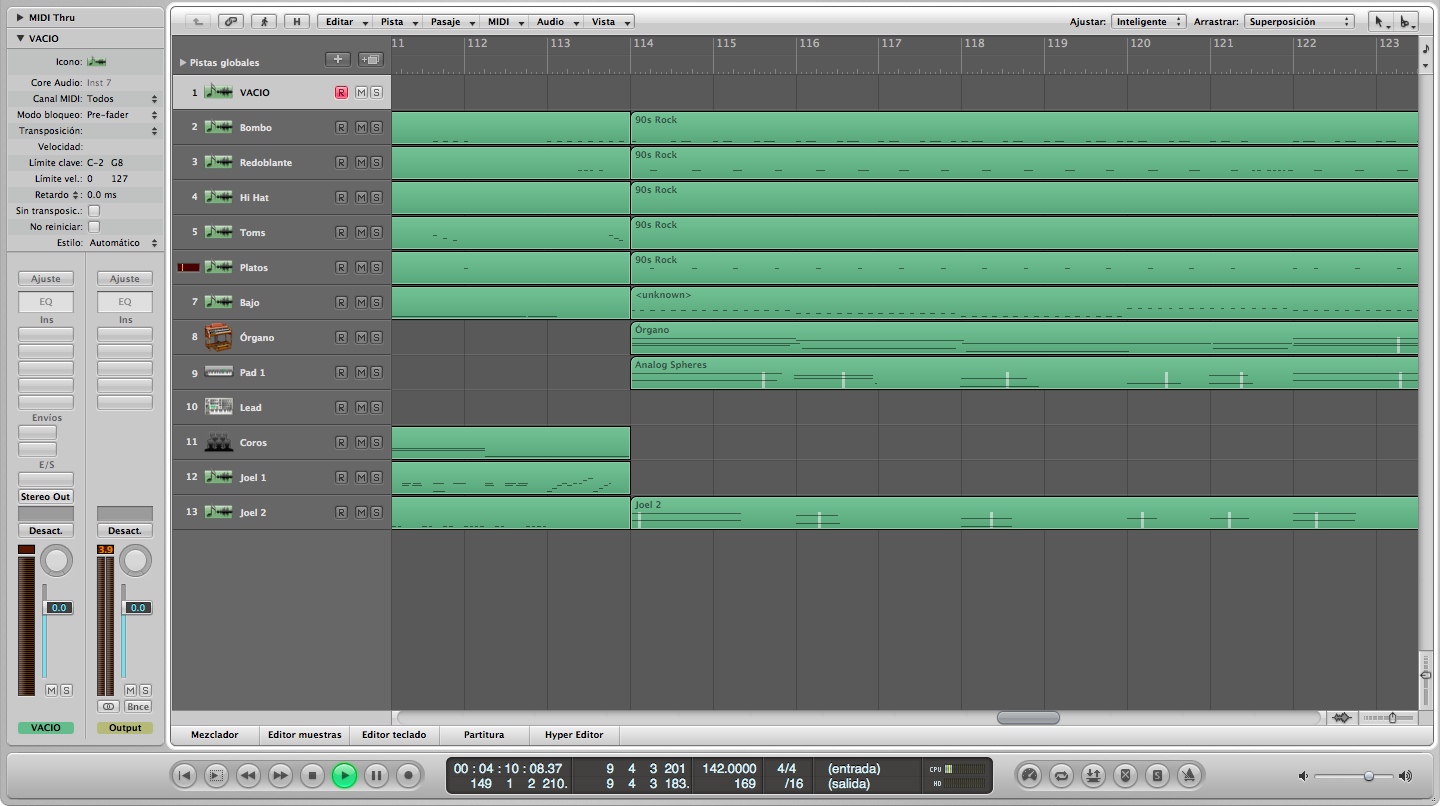 MIDI Thru
VACIO
Icono:
Core Audio: Inst 7
Canal MIDI: Todos
Modo bloqueo: Pre-fader
Transposición:
Velocidad:
Límite clave: C-2 G8
Límite vel.: 0 127
Retardo : 0.0 ms
Sin transposic.:
No reiniciar:
Estilo: Automático
Ajuste Ajuste
EQ EQ
Ins Ins
Envíos
E/S
Stereo Out
Desact. Desact.
3.9
0.0 0.0
M S M S
Bnce
VACIO Output
H Editar Pista Pasaje MIDI Audio Vista Ajustar: Inteligente Arrastrar: Superposición
11 112 113 114 115 116 117 118 119 120 121 122 123
Pistas globales
1 VACIO R M S
2 Bombo R M S 90s Rock
3 Redoblante R M S 90s Rock
4 Hi Hat R M S 90s Rock
5 Toms R M S 90s Rock
Platos R M S 90s Rock
7 Bajo R M S <unknown>
8 Órgano R M S Órgano
9 Pad 1 R M S Analog Spheres
10 Lead R M S
11 Coros R M S
12 Joel 1 R M S
13 Joel 2 R M S Joel 2
Mezclador Editor muestras Editor teclado Partitura Hyper Editor
00 : 04 : 10 : 08.37 9 4 3 201 142.0000 4/4 (entrada) CPU
149 1 2 210. 9 4 3 183. 169 /16 (salida) HD
S